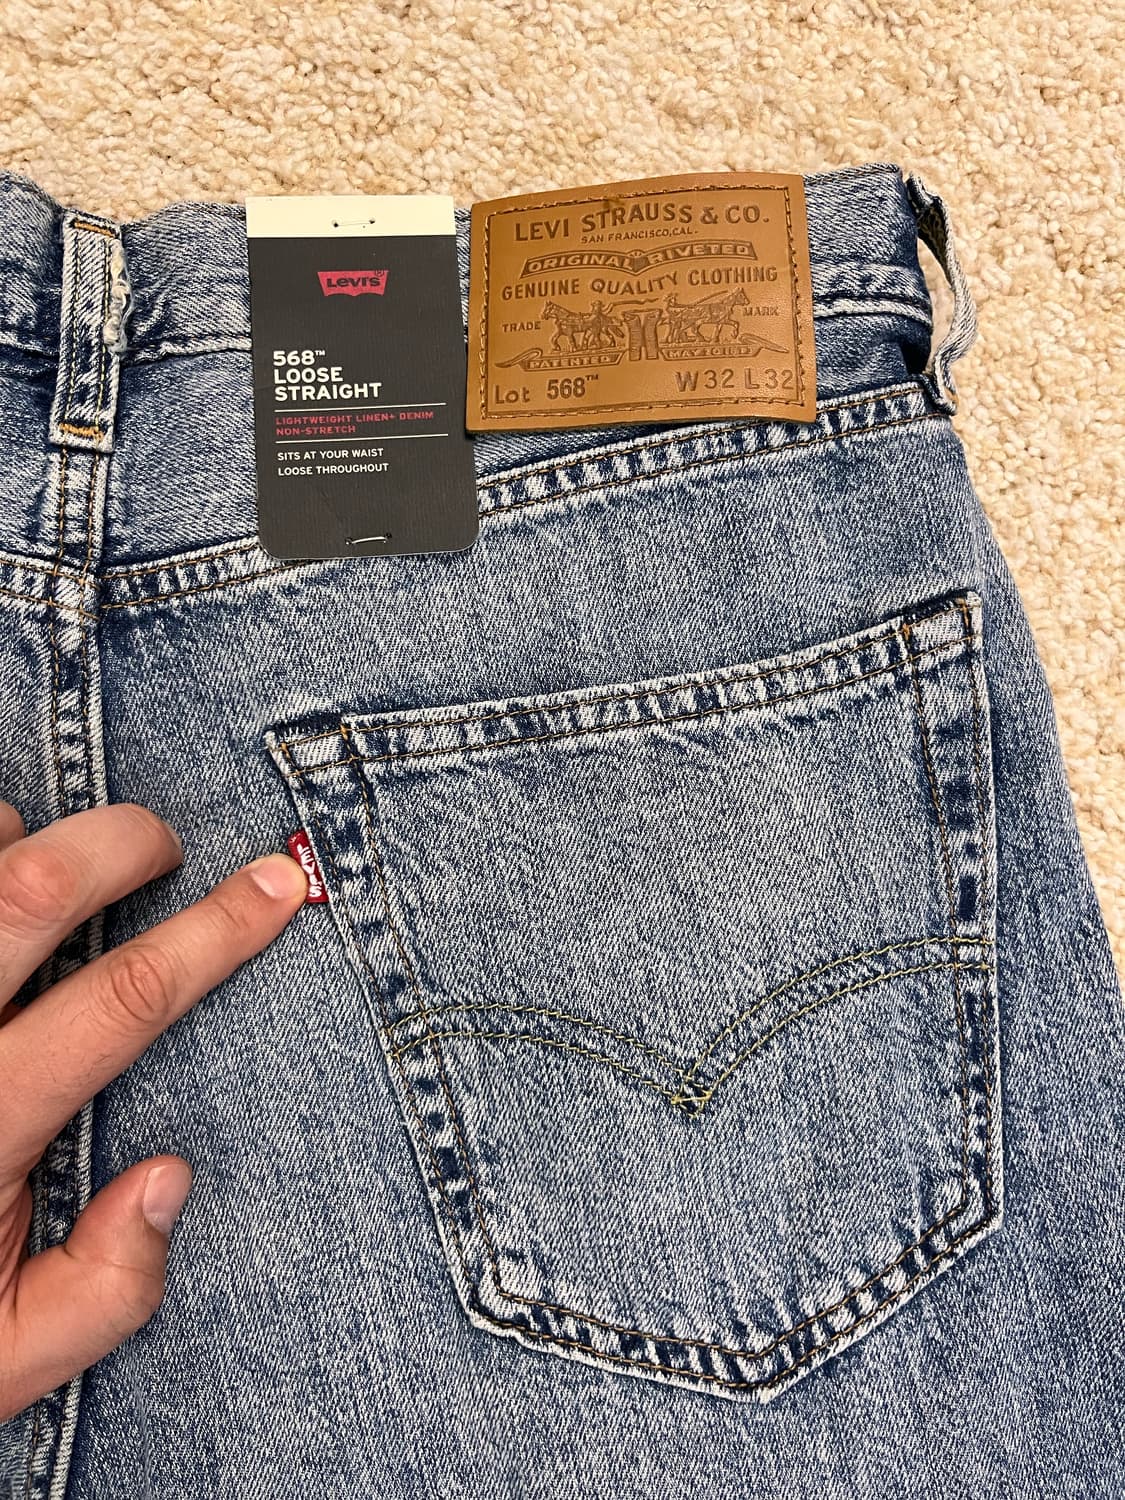 Levi's®
568™
LOOSE
STRAIGHT
LIGHTWEIGHT LINEN+ DENIM
NON-STRETCH
SITS AT YOUR WAIST
LOOSE THROUGHOUT
LEVI STRAUSS & CO.
SAN FRANCISCO, CAL.
ORIGINAL RIVETED
GENUINE QUALITY CLOTHING
TRADE MARK
PATENTED MAY 20 1873
Lot 568™ W32 L32
LEVI'S